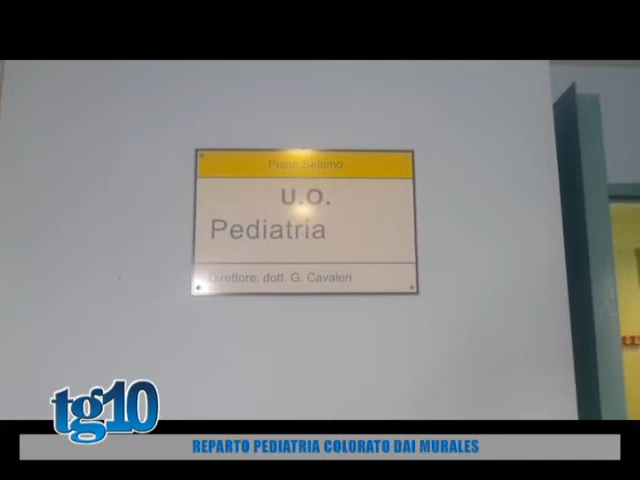 Piano Settimo
U.O.
Pediatria
Direttore: dott. G. Cavaleri
tg10
REPARTO PEDIATRIA COLORATO DAI MURALES